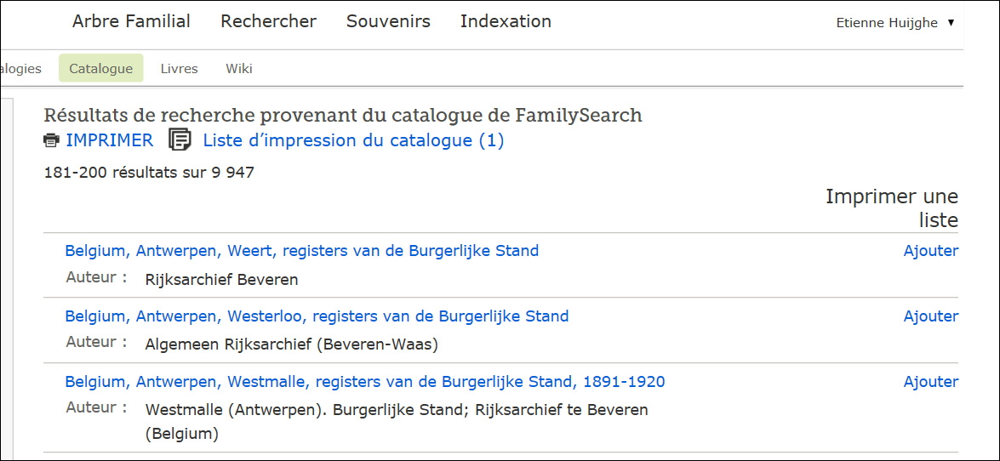 Arbre Familial Rechercher Souvenirs Indexation Etienne Huijghe ▼
alogies Catalogue Livres Wiki
Résultats de recherche provenant du catalogue de FamilySearch
IMPRIMER Liste d’impression du catalogue (1)
181-200 résultats sur 9 947
Imprimer une
liste
Belgium, Antwerpen, Weert, registers van de Burgerlijke Stand Ajouter
Auteur : Rijksarchief Beveren
Belgium, Antwerpen, Westerloo, registers van de Burgerlijke Stand Ajouter
Auteur : Algemeen Rijksarchief (Beveren-Waas)
Belgium, Antwerpen, Westmalle, registers van de Burgerlijke Stand, 1891-1920 Ajouter
Auteur : Westmalle (Antwerpen). Burgerlijke Stand; Rijksarchief te Beveren
(Belgium)